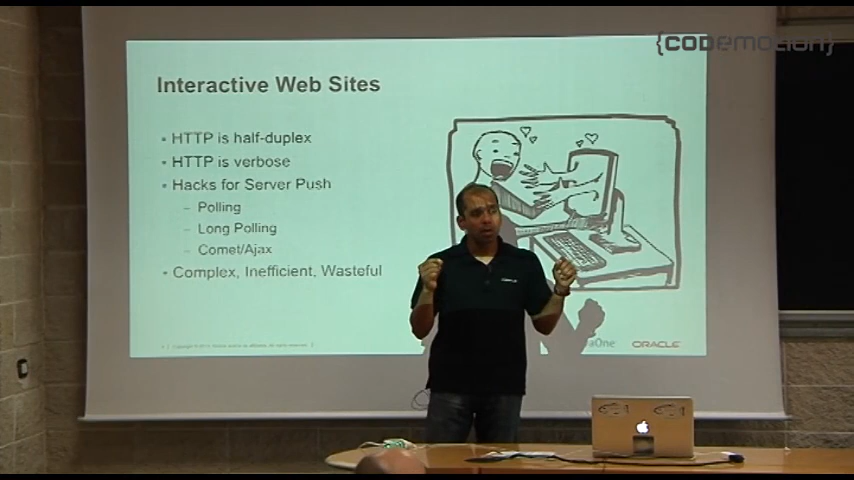 {CODEMOTION}
Interactive Web Sites
HTTP is half-duplex
HTTP is verbose
Hacks for Server Push
– Polling
– Long Polling
– Comet/Ajax
Complex, Inefficient, Wasteful
ORACLE